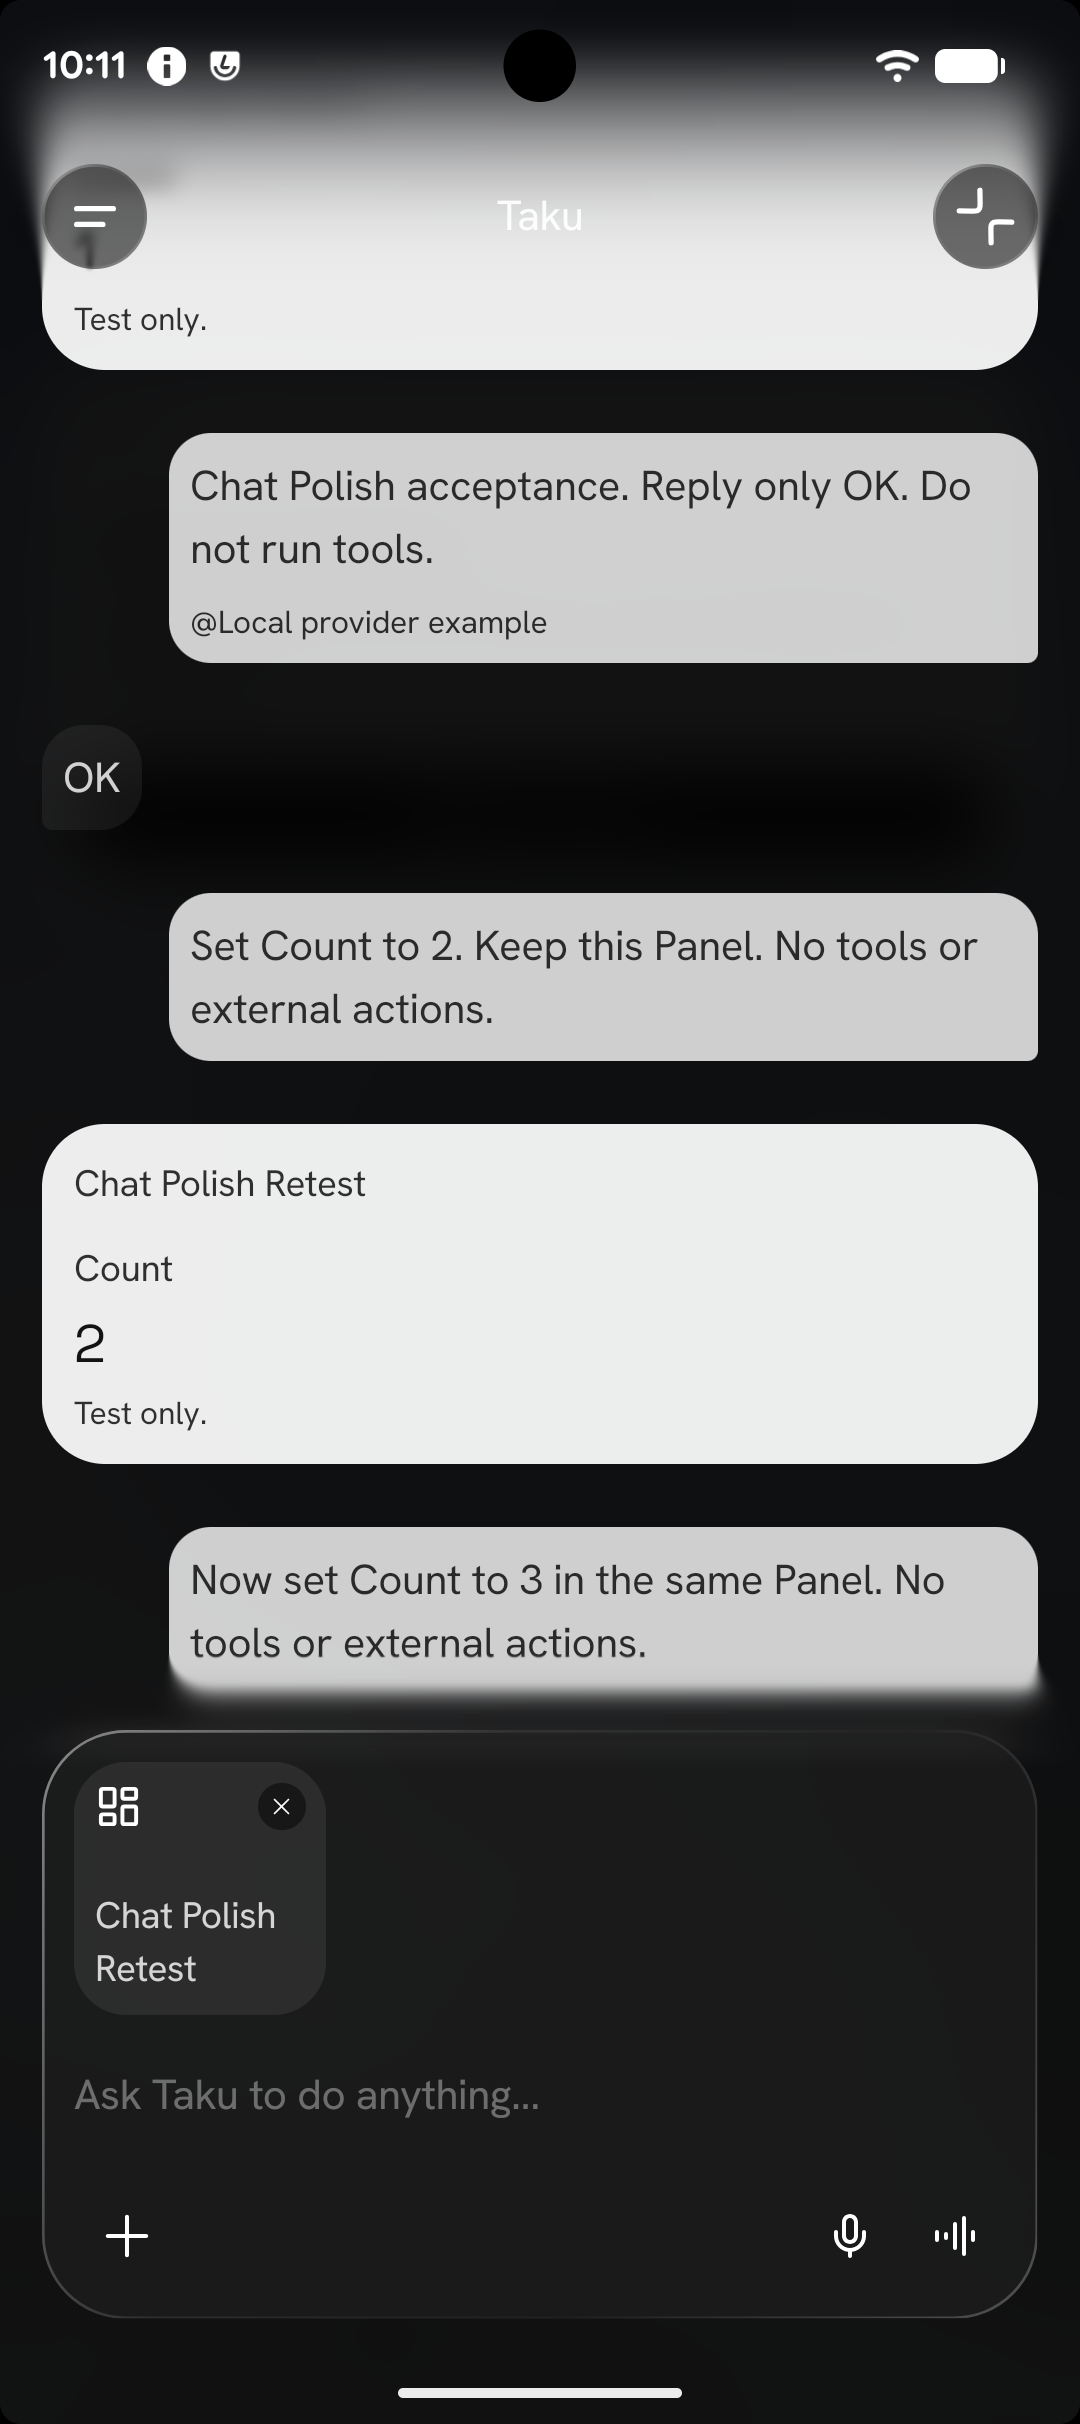 10:11
Taku
1
Test only.
Chat Polish acceptance. Reply only OK. Do
not run tools.
@Local provider example
OK
Set Count to 2. Keep this Panel. No tools or
external actions.
Chat Polish Retest
Count
2
Test only.
Now set Count to 3 in the same Panel. No
tools or external actions.
Chat Polish
Retest
Ask Taku to do anything...